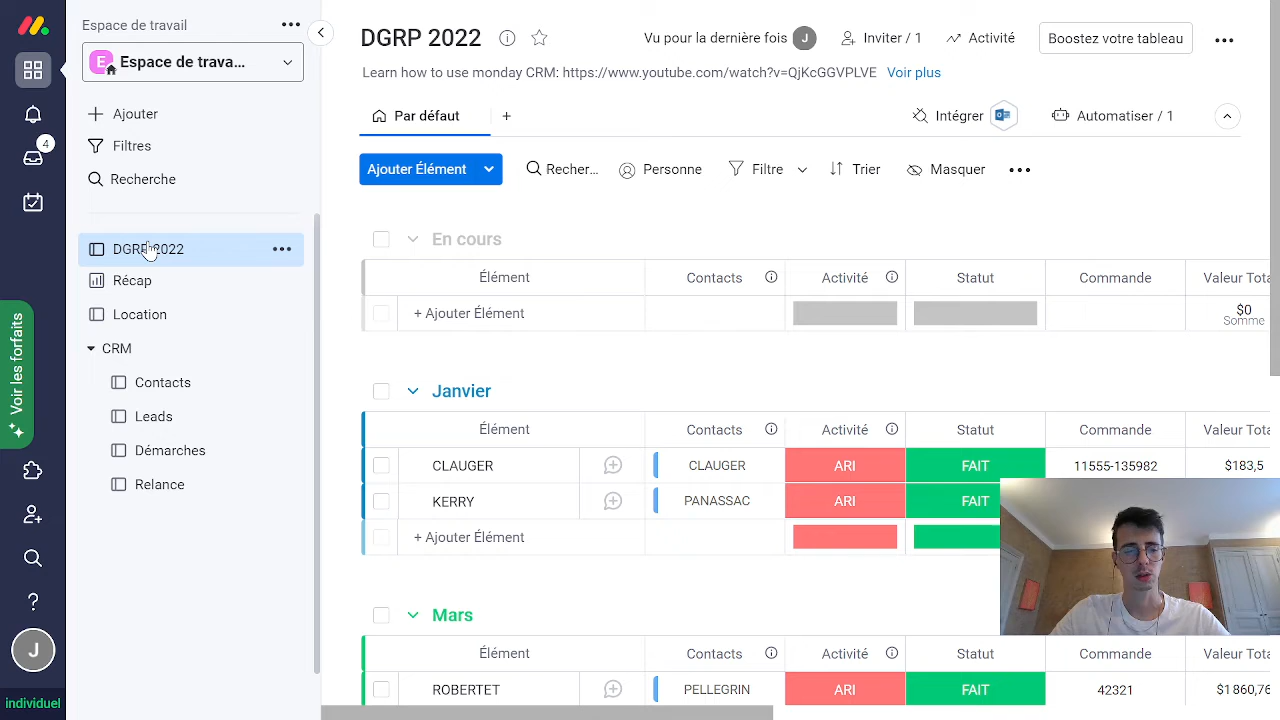 Espace de travail
E Espace de trava...
Ajouter
Filtres
4
Recherche
DGRP 2022
Récap
Location
CRM
Contacts
Leads
Démarches
Relance
Voir les forfaits
?
J
individuel
DGRP 2022
Vu pour la dernière fois J
Inviter / 1
Activité
Boostez votre tableau
Learn how to use monday CRM: https://www.youtube.com/watch?v=QjKcGGVPLVE Voir plus
Par défaut +
Intégrer
Automatiser / 1
Ajouter Élément
Recher...
Personne
Filtre
Trier
Masquer
En cours
Élément Contacts Activité Statut Commande Valeur Tota
+ Ajouter Élément $0
Somme
Janvier
Élément Contacts Activité Statut Commande Valeur Tota
CLAUGER CLAUGER ARI FAIT 11555-135982 $183,5
KERRY PANASSAC ARI FAIT
+ Ajouter Élément
Mars
Élément Contacts Activité Statut Commande Valeur Tota
ROBERTET PELLEGRIN ARI FAIT 42321 $1 860,76